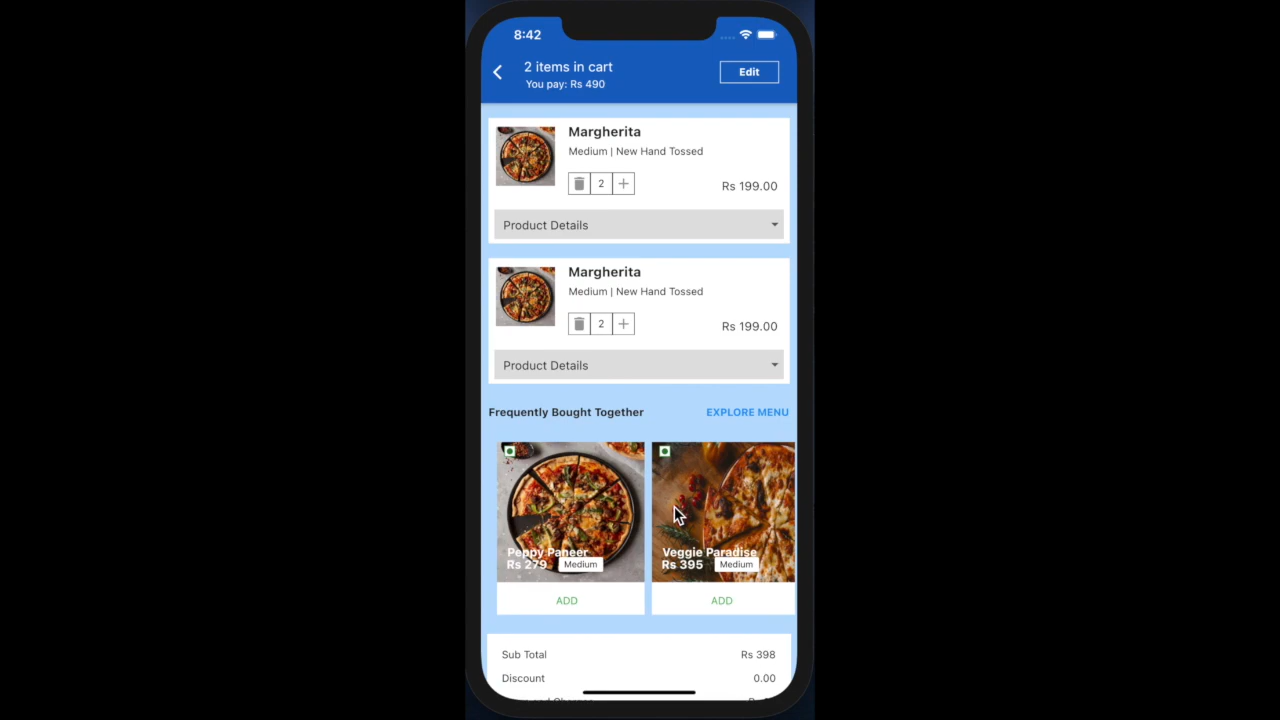 8:42
2 items in cart
You pay: Rs 490
Edit
Margherita
Medium | New Hand Tossed
2
Rs 199.00
Product Details
Margherita
Medium | New Hand Tossed
2
Rs 199.00
Product Details
Frequently Bought Together
EXPLORE MENU
Peppy Paneer
Rs 279 Medium
Veggie Paradise
Rs 395 Medium
ADD
ADD
Sub Total Rs 398
Discount 0.00